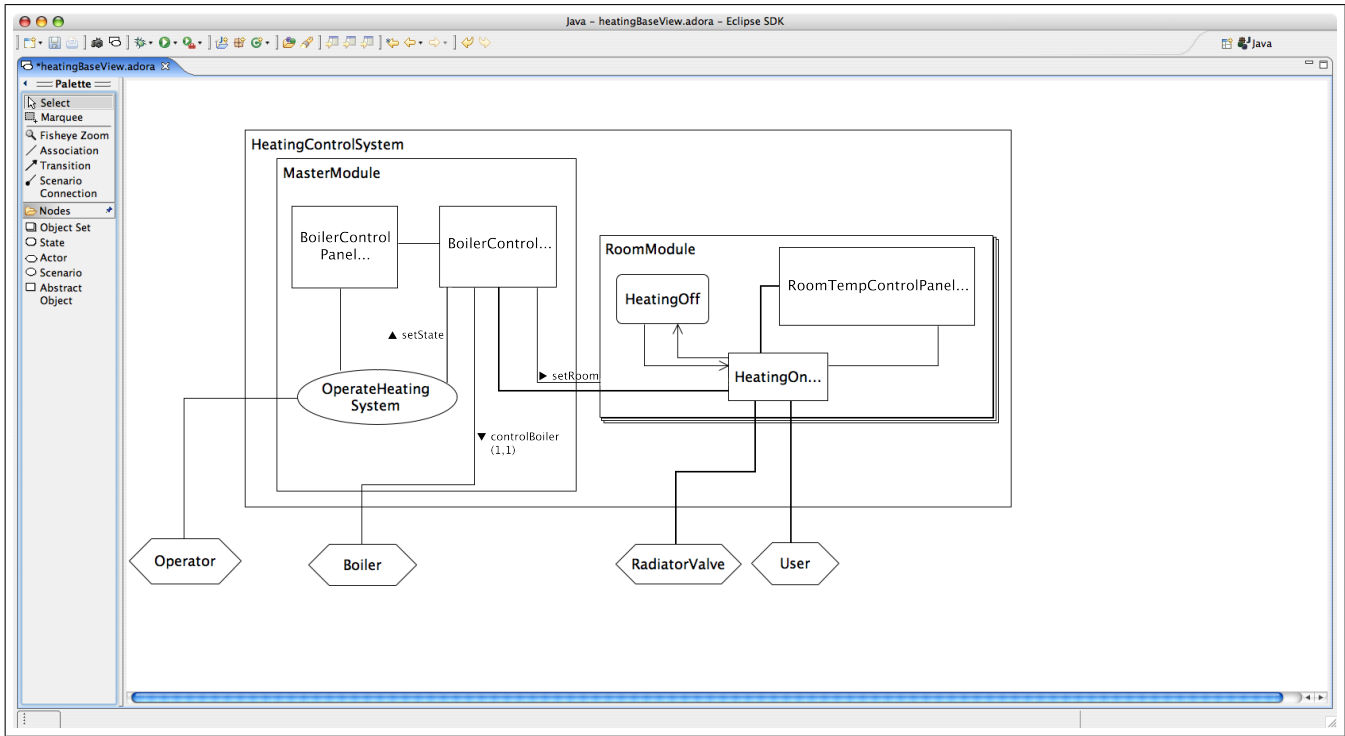 Java – heatingBaseView.adora – Eclipse SDK
Java
*heatingBaseView.adora
Palette
Select
Marquee
Fisheye Zoom
Association
Transition
Scenario
Connection
Nodes
Object Set
State
Actor
Scenario
Abstract
Object
HeatingControlSystem
MasterModule
BoilerControl
Panel...
BoilerControl...
setState
OperateHeating
System
setRoom
controlBoiler
(1,1)
RoomModule
HeatingOff
RoomTempControlPanel...
HeatingOn...
Operator
Boiler
RadiatorValve
User